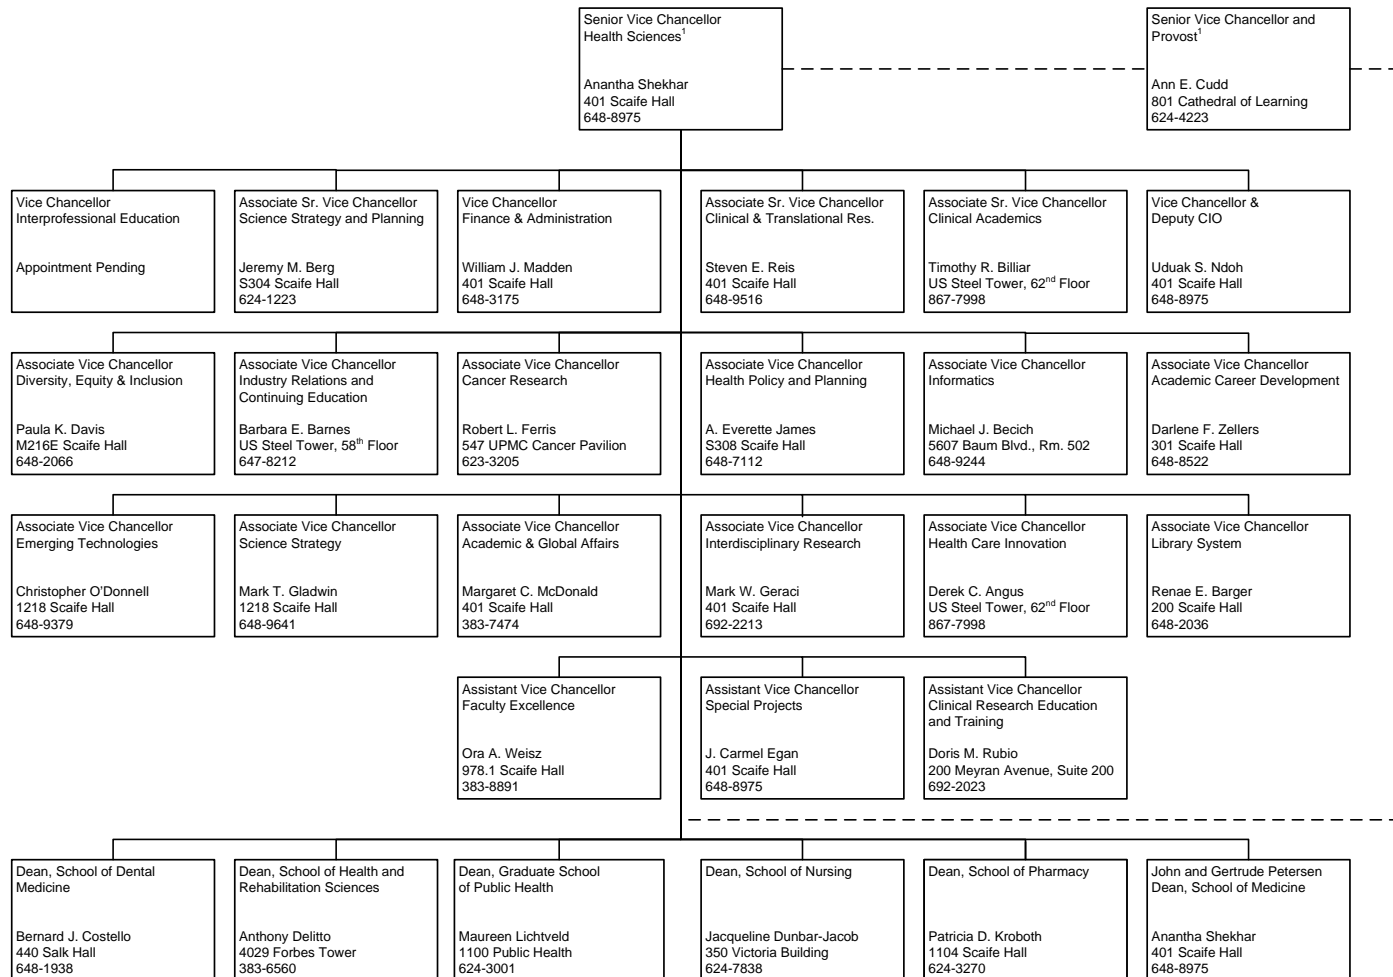 Senior Vice Chancellor
Health Sciences1
Anantha Shekhar
401 Scaife Hall
648-8975
Senior Vice Chancellor and
Provost1
Ann E. Cudd
801 Cathedral of Learning
624-4223
Vice Chancellor
Interprofessional Education
Appointment Pending
Associate Sr. Vice Chancellor
Science Strategy and Planning
Jeremy M. Berg
S304 Scaife Hall
624-1223
Vice Chancellor
Finance & Administration
William J. Madden
401 Scaife Hall
648-3175
Associate Sr. Vice Chancellor
Clinical & Translational Res.
Steven E. Reis
401 Scaife Hall
648-9516
Associate Sr. Vice Chancellor
Clinical Academics
Timothy R. Billiar
US Steel Tower, 62nd Floor
867-7998
Vice Chancellor &
Deputy CIO
Uduak S. Ndoh
401 Scaife Hall
648-8975
Associate Vice Chancellor
Diversity, Equity & Inclusion
Paula K. Davis
M216E Scaife Hall
648-2066
Associate Vice Chancellor
Industry Relations and
Continuing Education
Barbara E. Barnes
US Steel Tower, 58th Floor
647-8212
Associate Vice Chancellor
Cancer Research
Robert L. Ferris
547 UPMC Cancer Pavilion
623-3205
Associate Vice Chancellor
Health Policy and Planning
A. Everette James
S308 Scaife Hall
648-7112
Associate Vice Chancellor
Informatics
Michael J. Becich
5607 Baum Blvd., Rm. 502
648-9244
Associate Vice Chancellor
Academic Career Development
Darlene F. Zellers
301 Scaife Hall
648-8522
Associate Vice Chancellor
Emerging Technologies
Christopher O'Donnell
1218 Scaife Hall
648-9379
Associate Vice Chancellor
Science Strategy
Mark T. Gladwin
1218 Scaife Hall
648-9641
Associate Vice Chancellor
Academic & Global Affairs
Margaret C. McDonald
401 Scaife Hall
383-7474
Associate Vice Chancellor
Interdisciplinary Research
Mark W. Geraci
401 Scaife Hall
692-2213
Associate Vice Chancellor
Health Care Innovation
Derek C. Angus
US Steel Tower, 62nd Floor
867-7998
Associate Vice Chancellor
Library System
Renae E. Barger
200 Scaife Hall
648-2036
Assistant Vice Chancellor
Faculty Excellence
Ora A. Weisz
978.1 Scaife Hall
383-8891
Assistant Vice Chancellor
Special Projects
J. Carmel Egan
401 Scaife Hall
648-8975
Assistant Vice Chancellor
Clinical Research Education
and Training
Doris M. Rubio
200 Meyran Avenue, Suite 200
692-2023
Dean, School of Dental
Medicine
Bernard J. Costello
440 Salk Hall
648-1938
Dean, School of Health and
Rehabilitation Sciences
Anthony Delitto
4029 Forbes Tower
383-6560
Dean, Graduate School
of Public Health
Maureen Lichtveld
1100 Public Health
624-3001
Dean, School of Nursing
Jacqueline Dunbar-Jacob
350 Victoria Building
624-7838
Dean, School of Pharmacy
Patricia D. Kroboth
1104 Scaife Hall
624-3270
John and Gertrude Petersen
Dean, School of Medicine
Anantha Shekhar
401 Scaife Hall
648-8975